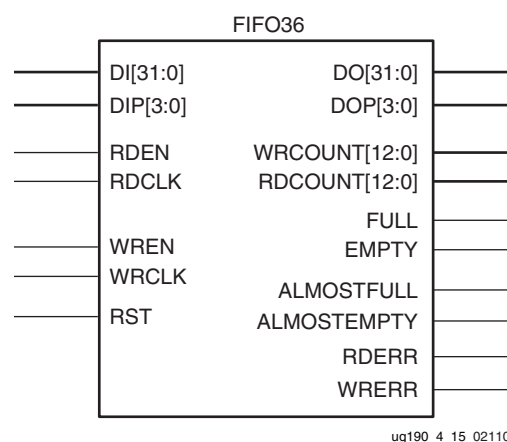 FIFO36
DI[31:0]
DO[31:0]
DIP[3:0]
DOP[3:0]
RDEN
WRCOUNT[12:0]
RDCLK
RDCOUNT[12:0]
FULL
WREN
EMPTY
WRCLK
ALMOSTFULL
RST
ALMOSTEMPTY
RDERR
WRERR